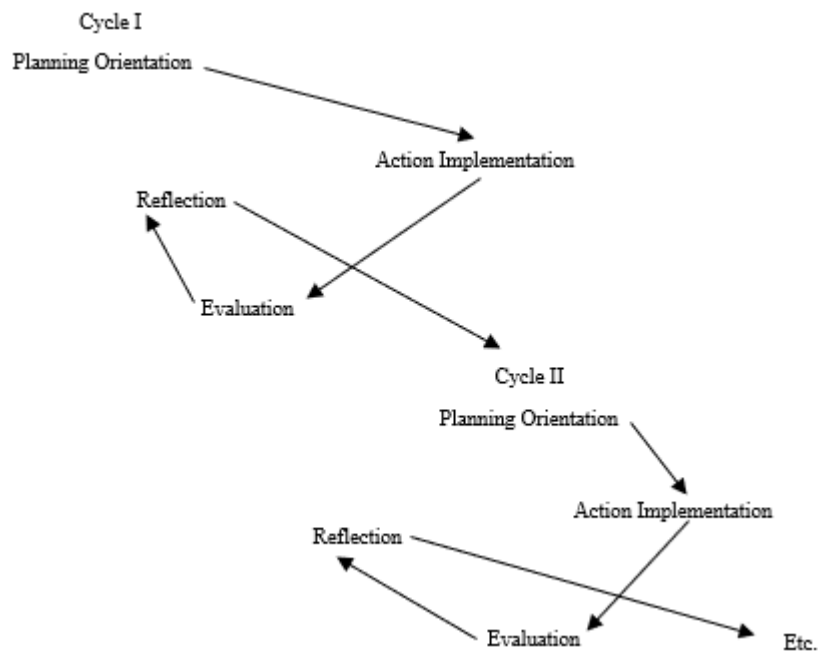 Cycle I
Planning Orientation
Action Implementation
Reflection
Evaluation
Cycle II
Planning Orientation
Action Implementation
Reflection
Evaluation
Etc.